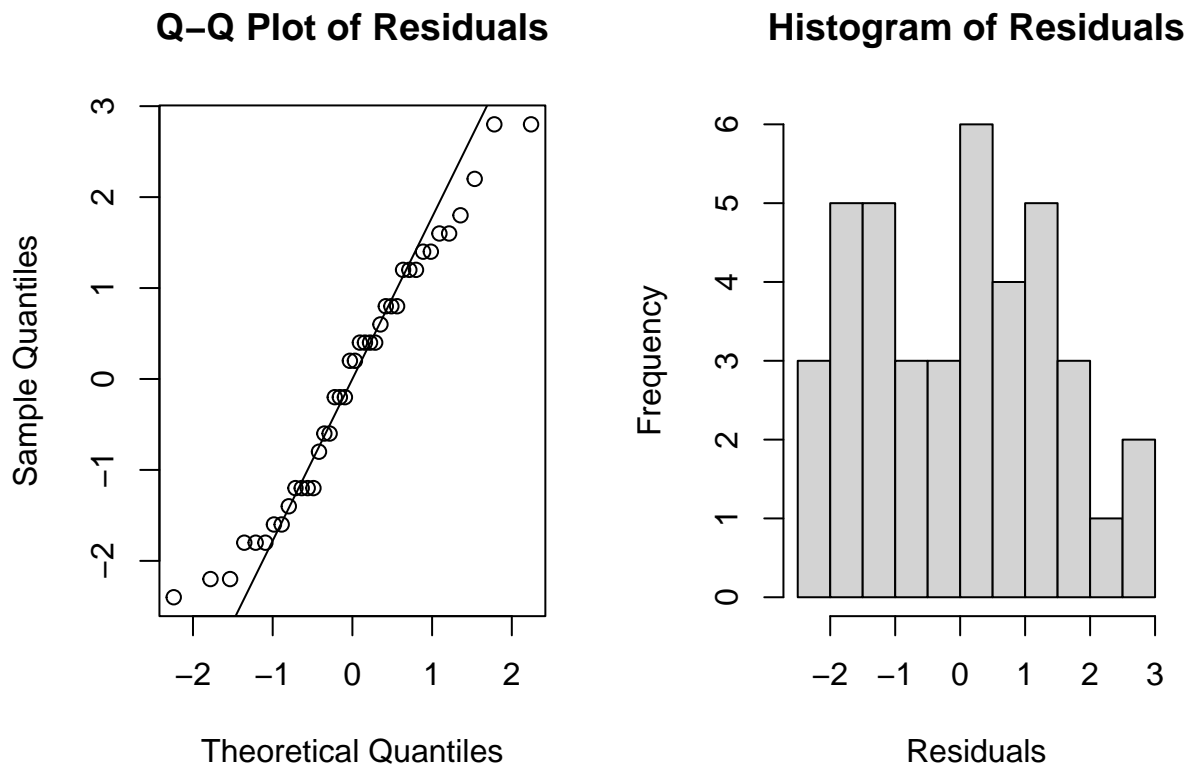 Q−Q Plot of Residuals
3
2
1
0
−1
−2
Sample Quantiles
−2 −1 0 1 2
Theoretical Quantiles
Histogram of Residuals
6
5
4
3
2
1
0
Frequency
−2 −1 0 1 2 3
Residuals